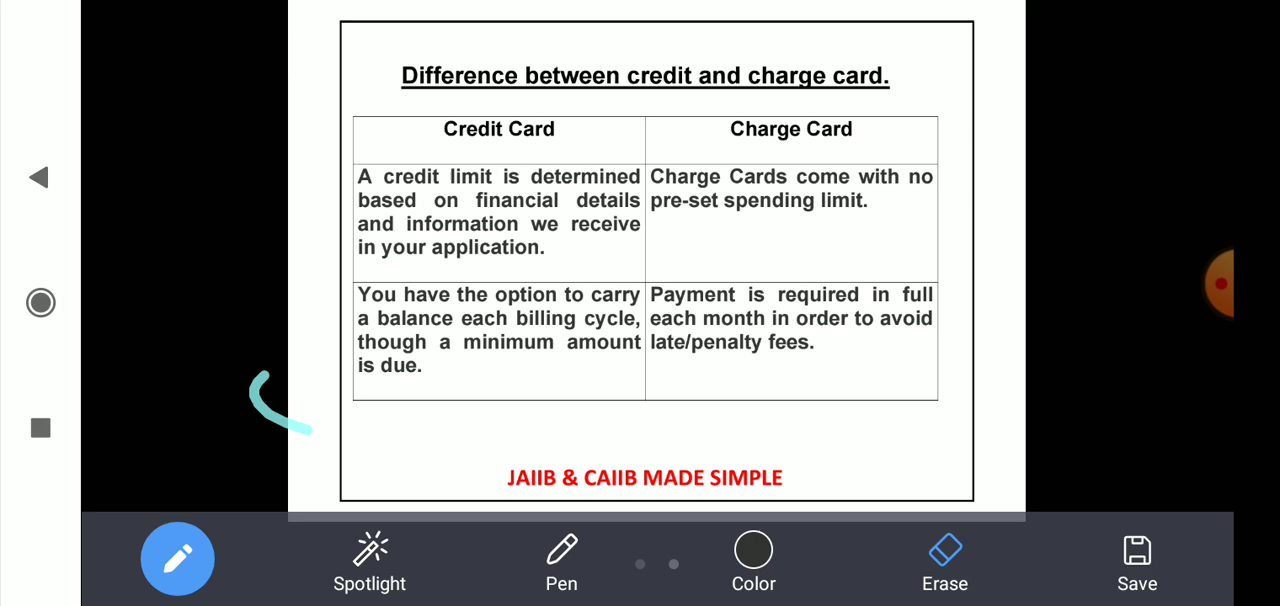 Difference between credit and charge card.
Credit Card
Charge Card
A credit limit is determined
based on financial details
and information we receive
in your application.
Charge Cards come with no
pre-set spending limit.
You have the option to carry
a balance each billing cycle,
though a minimum amount
is due.
Payment is required in full
each month in order to avoid
late/penalty fees.
JAIIB & CAIIB MADE SIMPLE
Spotlight
Pen
Color
Erase
Save